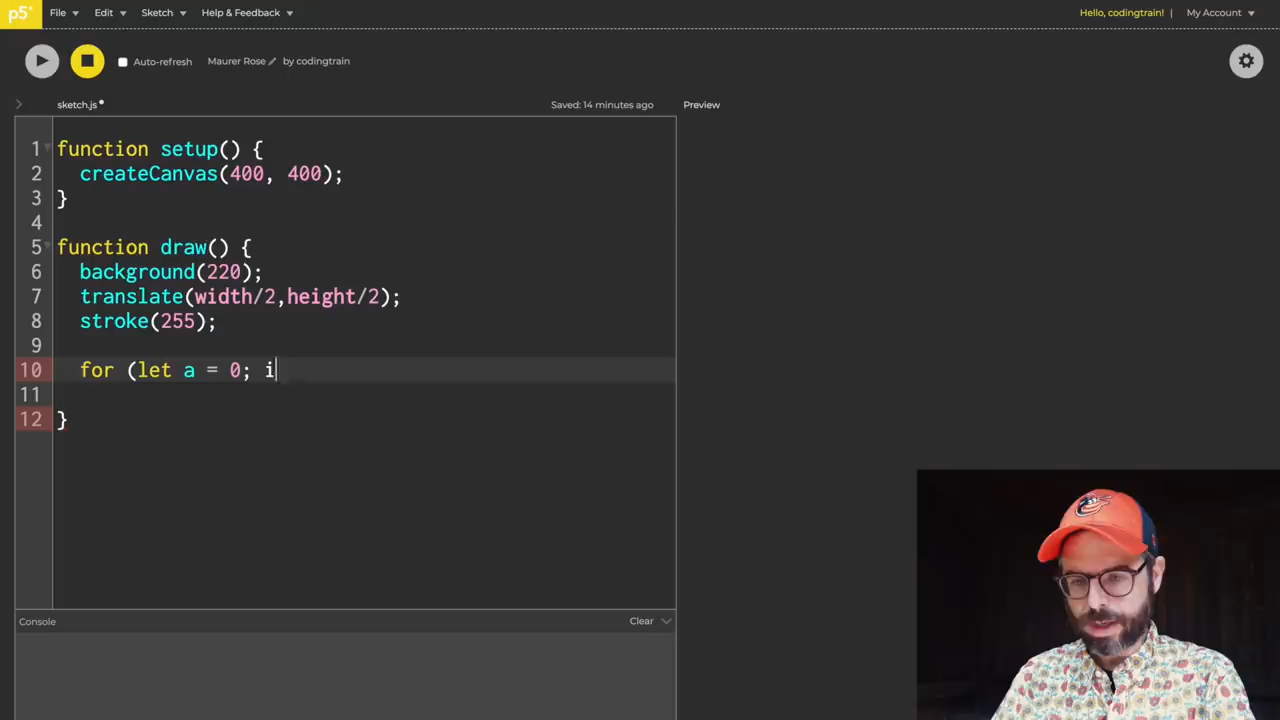 p5*
File Edit Sketch Help & Feedback Hello, codingtrain! | My Account
Auto-refresh Maurer Rose by codingtrain
sketch.js Saved: 14 minutes ago Preview
1 function setup() {
2 createCanvas(400, 400);
3 }
4
5 function draw() {
6 background(220);
7 translate(width/2,height/2);
8 stroke(255);
9
10 for (let a = 0; i
11
12 }
Console Clear